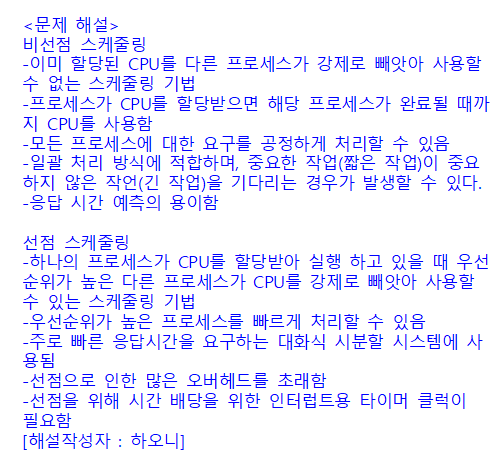 <문제 해설>
비선점 스케줄링
-이미 할당된 CPU를 다른 프로세스가 강제로 빼앗아 사용할
수 없는 스케줄링 기법
-프로세스가 CPU를 할당받으면 해당 프로세스가 완료될 때까
지 CPU를 사용함
-모든 프로세스에 대한 요구를 공정하게 처리할 수 있음
-일괄 처리 방식에 적합하며, 중요한 작업(짧은 작업)이 중요
하지 않은 작언(긴 작업)을 기다리는 경우가 발생할 수 있다.
-응답 시간 예측의 용이함

선점 스케줄링
-하나의 프로세스가 CPU를 할당받아 실행 하고 있을 때 우선
순위가 높은 다른 프로세스가 CPU를 강제로 빼앗아 사용할
수 있는 스케줄링 기법
-우선순위가 높은 프로세스를 빠르게 처리할 수 있음
-주로 빠른 응답시간을 요구하는 대화식 시분할 시스템에 사
용됨
-선점으로 인한 많은 오버헤드를 초래함
-선점을 위해 시간 배당을 위한 인터럽트용 타이머 클럭이
필요함
[해설작성자 : 하오니]